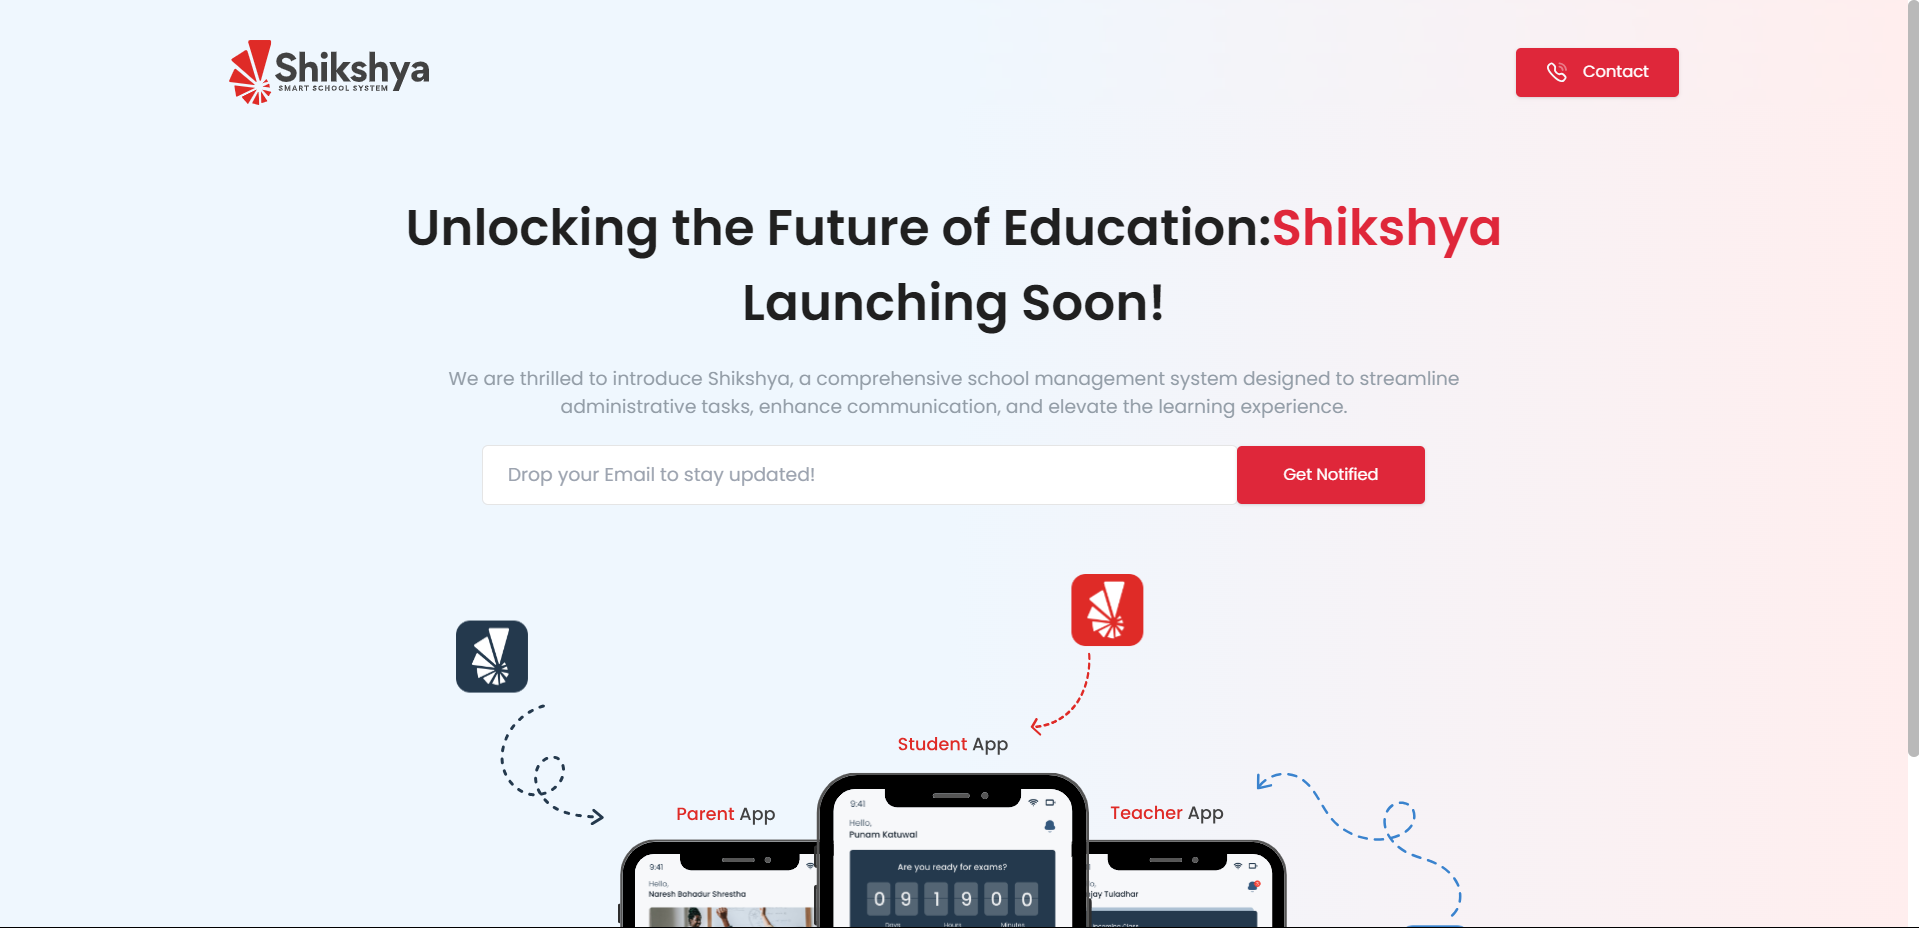 Shikshya
SMART SCHOOL SYSTEM
Contact
Unlocking the Future of Education:Shikshya
Launching Soon!
We are thrilled to introduce Shikshya, a comprehensive school management system designed to streamline
administrative tasks, enhance communication, and elevate the learning experience.
Drop your Email to stay updated!
Get Notified
Student App
Parent App
Teacher App
9:41
Hello,
Punam Katuwal
Are you ready for exams?
0 9 1 9 0 0
Days Hours Minutes
9:41
Hello,
Naresh Bahadur Shrestha
lo,
jay Tuladhar